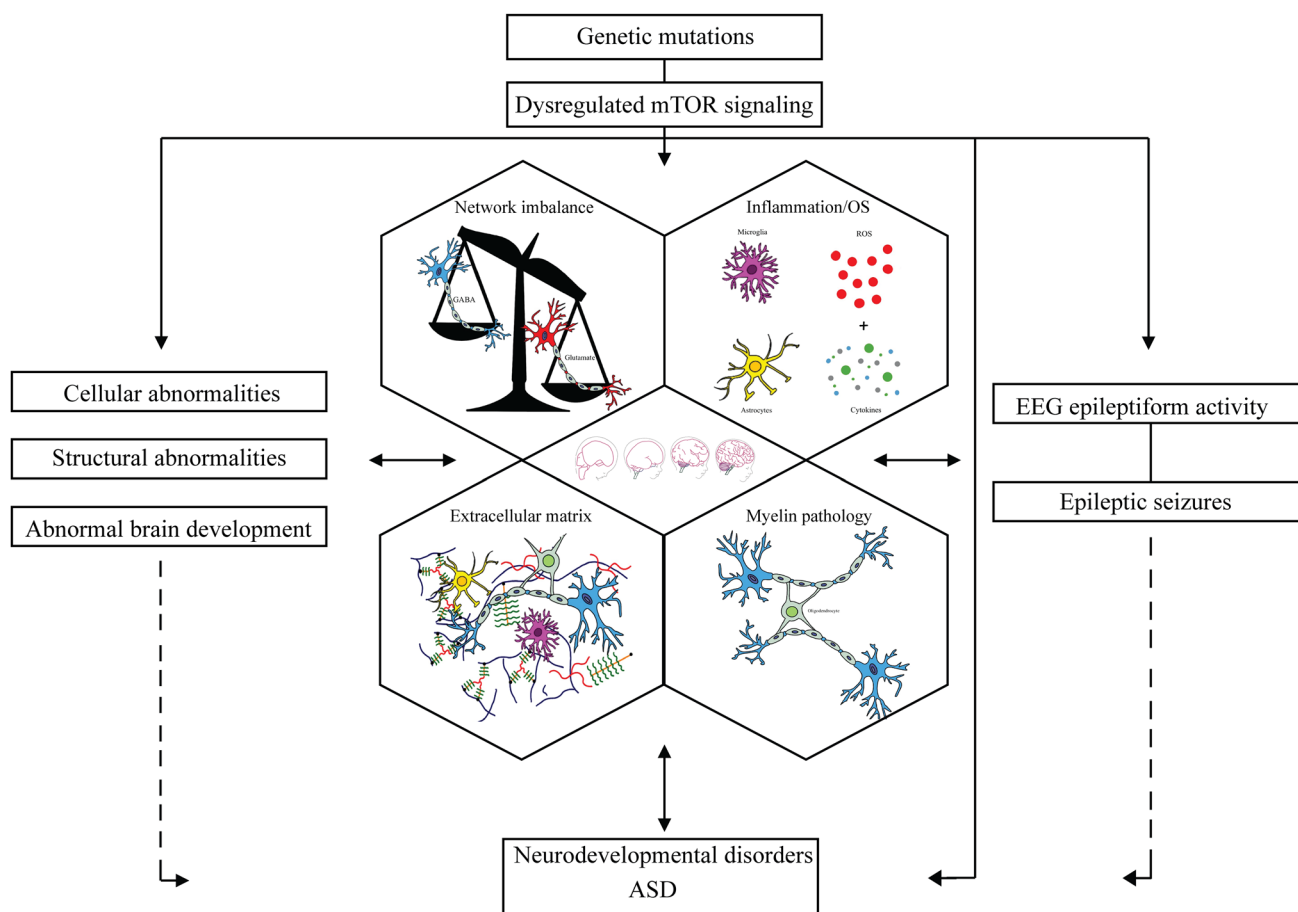 Genetic mutations
Dysregulated mTOR signaling
Network imbalance
Inflammation/OS
Microglia
ROS
GABA
Glutamate
+
Astrocytes
Cytokines
Cellular abnormalities
Structural abnormalities
Abnormal brain development
EEG epileptiform activity
Epileptic seizures
Extracellular matrix
Myelin pathology
Oligodendrocyte
Neurodevelopmental disorders
ASD